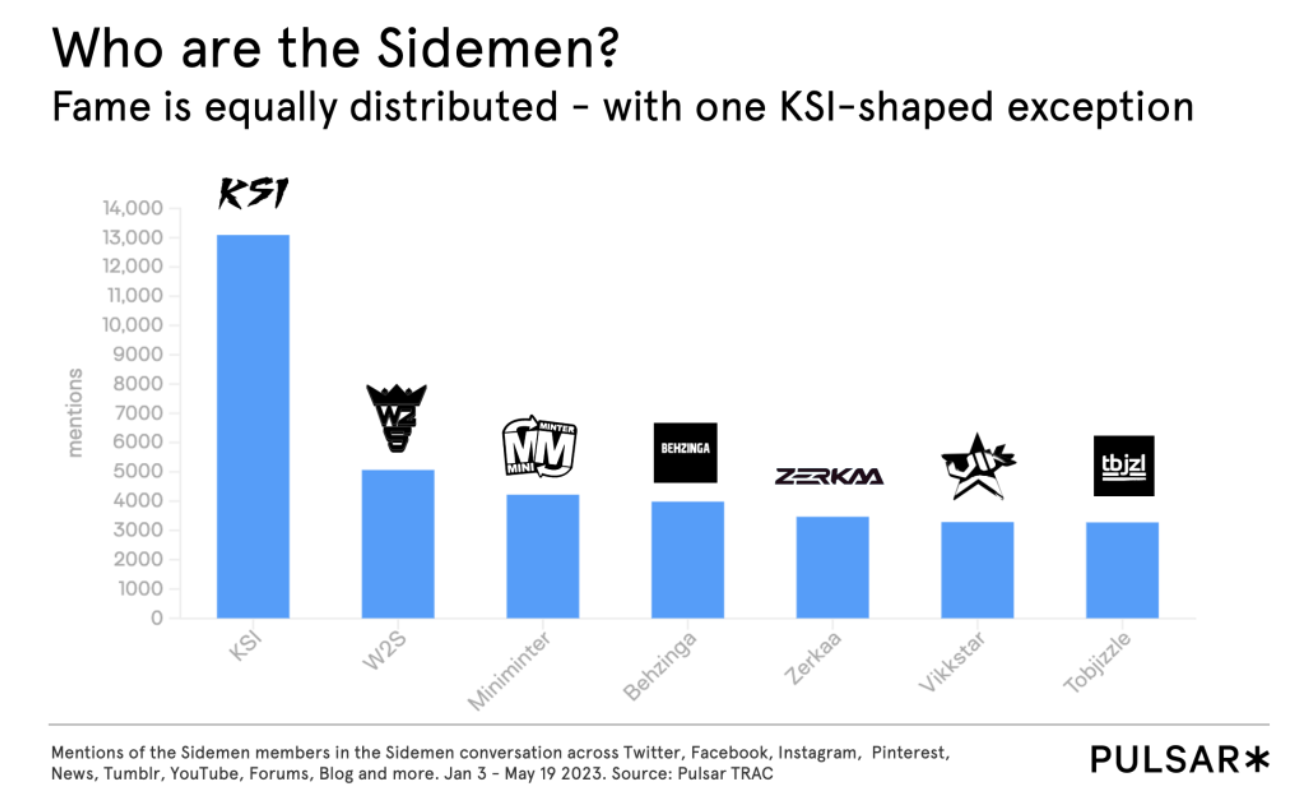 Who are the Sidemen?
Fame is equally distributed - with one KSI-shaped exception
KSI
14,000
13,000
12,000
11,000
10,000
9000
8000
7000
6000
5000
4000
3000
2000
1000
0
mentions
W2S
MINTER
MM
MINI
BEHZINGA
ZERKAA
VIK
tbjzl
KSI
W2S
Miniminter
Behzinga
Zerkaa
Vikkstar
Tobjizzle
Mentions of the Sidemen members in the Sidemen conversation across Twitter, Facebook, Instagram, Pinterest,
News, Tumblr, YouTube, Forums, Blog and more. Jan 3 - May 19 2023. Source: Pulsar TRAC
PULSAR*